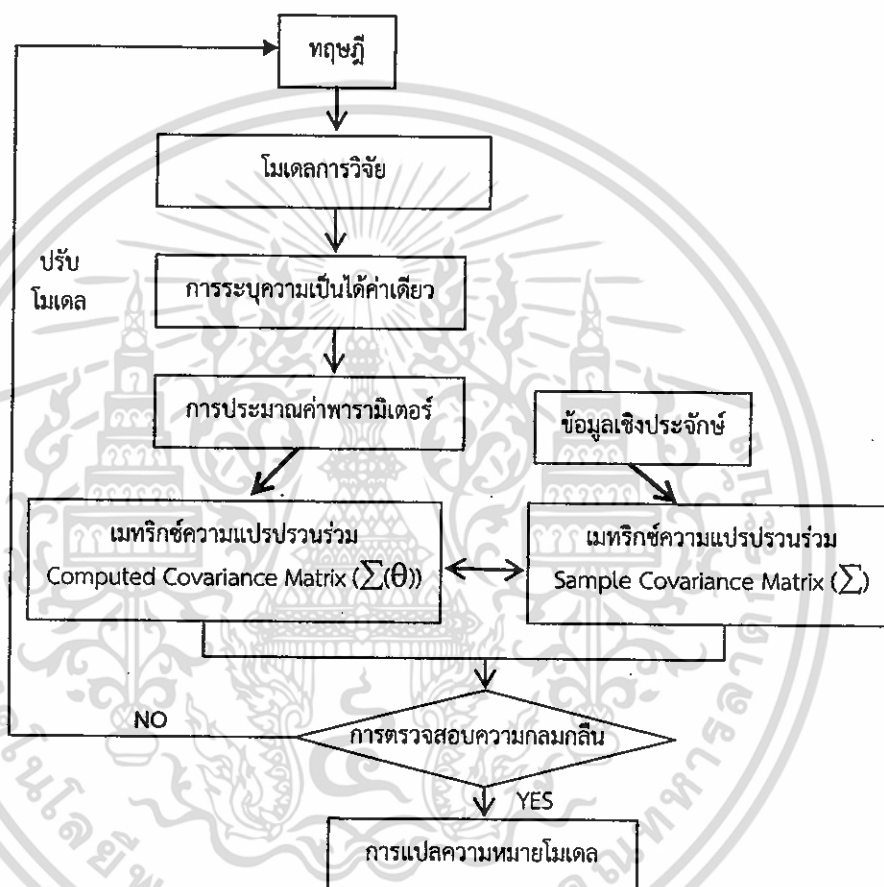 ทฤษฎี
โมเดลการวิจัย
ปรับ
โมเดล
การระบุความเป็นได้ค่าเดียว
การประมาณค่าพารามิเตอร์
ข้อมูลเชิงประจักษ์
เมทริกซ์ความแปรปรวนร่วม
Computed Covariance Matrix (∑(θ))
เมทริกซ์ความแปรปรวนร่วม
Sample Covariance Matrix (∑)
NO
การตรวจสอบความกลมกลืน
YES
การแปลความหมายโมเดล